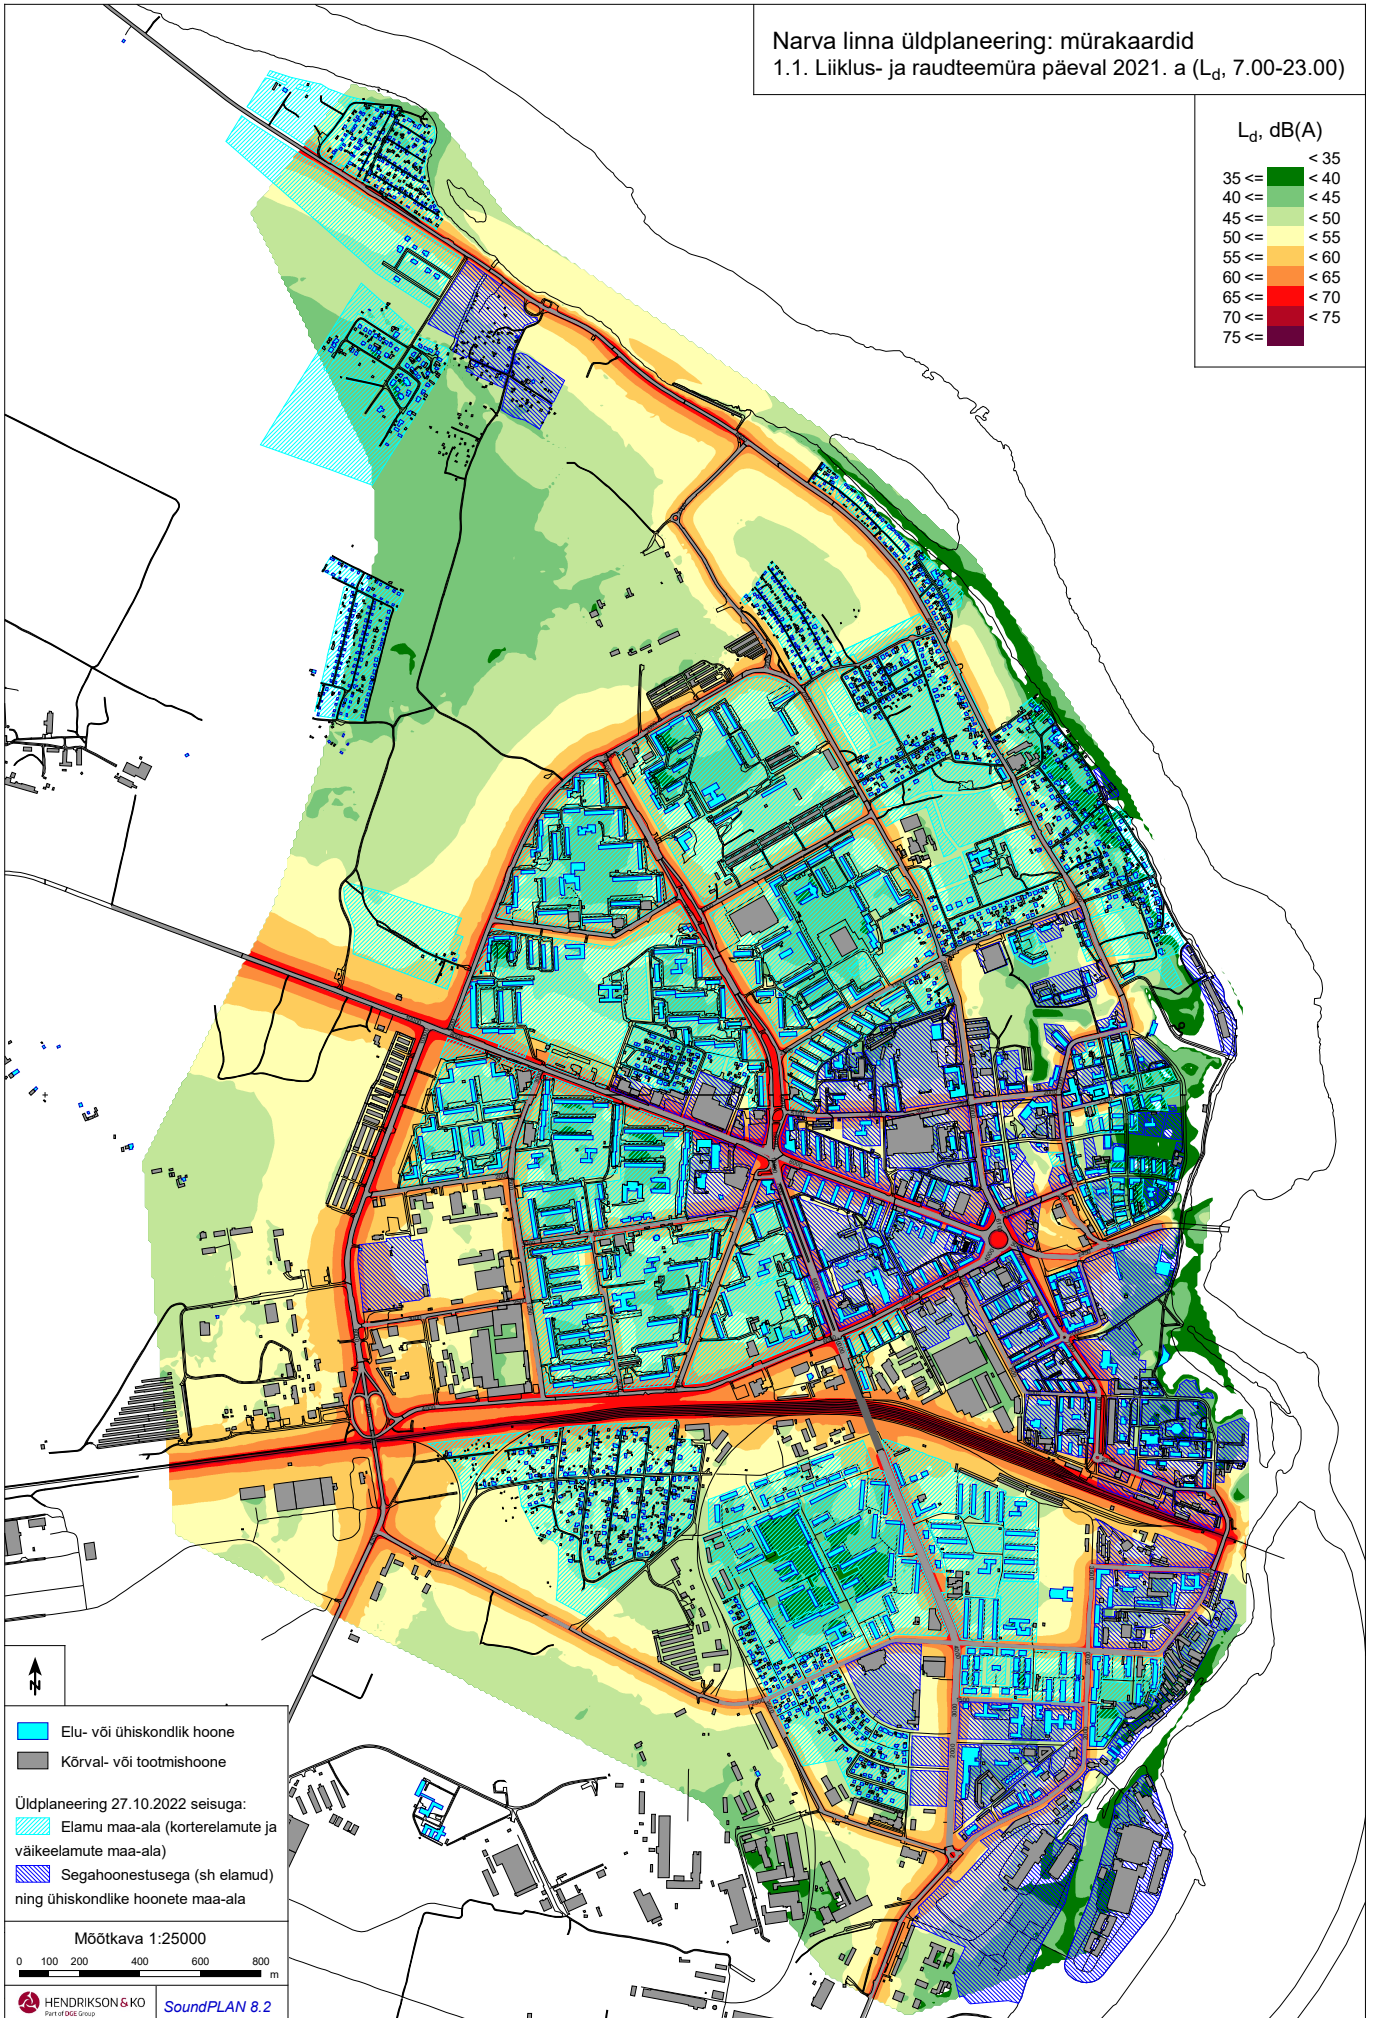 Narva linna üldplaneering: mürakaardid
1.1. Liiklus- ja raudteemüra päeval 2021. a (Ld, 7.00-23.00)
Ld, dB(A)
< 35
35 <= < 40
40 <= < 45
45 <= < 50
50 <= < 55
55 <= < 60
60 <= < 65
65 <= < 70
70 <= < 75
75 <=
N
Elu- või ühiskondlik hoone
Kõrval- või tootmishoone
Üldplaneering 27.10.2022 seisuga:
Elamu maa-ala (korterelamute ja
väikeelamute maa-ala)
Segahoonestusega (sh elamud)
ning ühiskondlike hoonete maa-ala
Mõõtkava 1:25000
0 100 200 400 600 800
m
HENDRIKSON & KO
Part of DGE Group
SoundPLAN 8.2